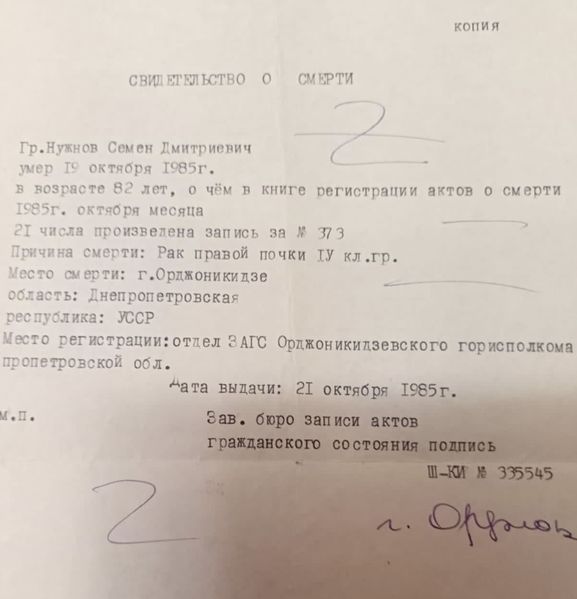 КОПИЯ
СВИДЕТЕЛЬСТВО О СМЕРТИ
Гр.Нужнов Семен Дмитриевич
умер 19 октября 1985г.
в возрасте 82 лет, о чём в книге регистрации актов о смерти
1985г. октября месяца
21 числа произведена запись за № 373
Причина смерти: Рак правой почки IУ кл.гр.
Место смерти: г.Орджоникидзе
область: Днепропетровская
республика: УССР
Место регистрации:отдел ЗАГС Орджоникидзевского горисполкома
пропетровской обл.
Дата выдачи: 21 октября 1985г.
м.п.
Зав. бюро записи актов
гражданского состояния подпись
Ш-КИ № 335545
г.